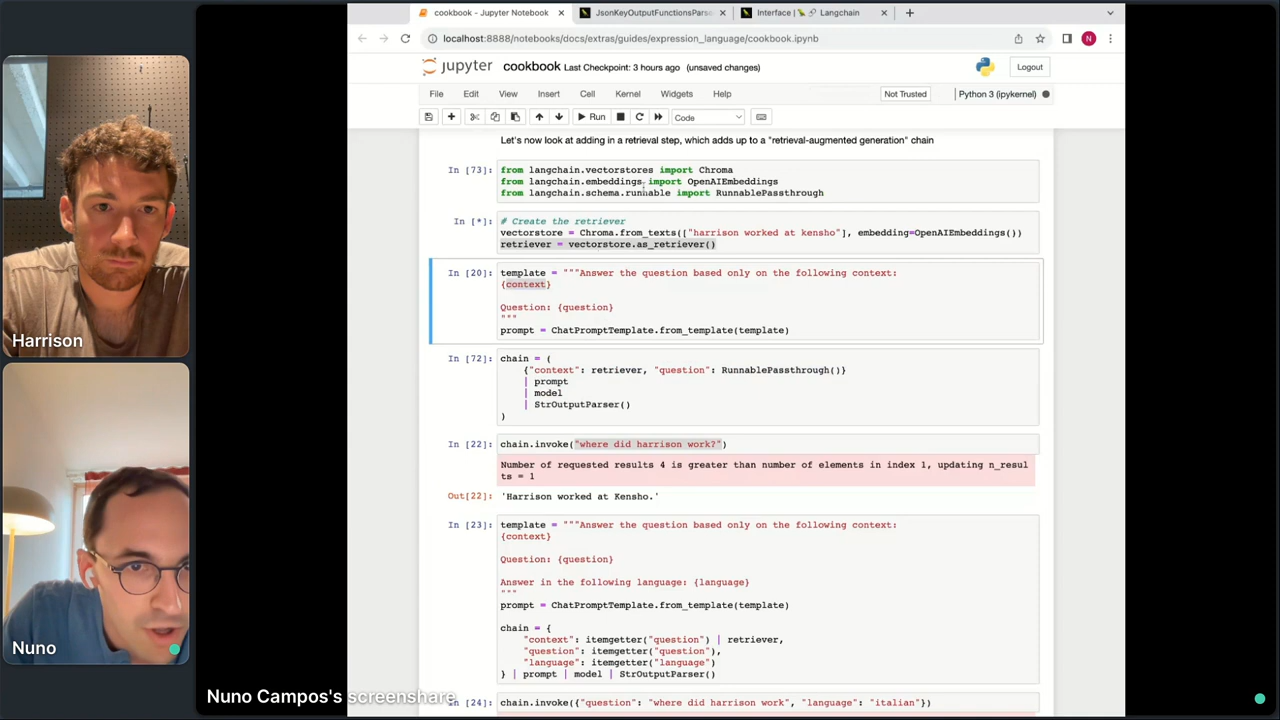 cookbook - Jupyter Notebook
JsonKeyOutputFunctionsParse
Interface | Langchain
localhost:8888/notebooks/docs/extras/guides/expression_language/cookbook.ipynb
N
jupyter cookbook Last Checkpoint: 3 hours ago (unsaved changes)
Logout
File Edit View Insert Cell Kernel Widgets Help
Not Trusted
Python 3 (ipykernel)
Run
Code
Let's now look at adding in a retrieval step, which adds up to a "retrieval-augmented generation" chain
In [73]: from langchain.vectorstores import Chroma
from langchain.embeddings import OpenAIEmbeddings
from langchain.schema.runnable import RunnablePassthrough
In [*]: # Create the retriever
vectorstore = Chroma.from_texts(["harrison worked at kensho"], embedding=OpenAIEmbeddings())
retriever = vectorstore.as_retriever()
In [20]: template = """Answer the question based only on the following context:
{context}
Question: {question}
"""
prompt = ChatPromptTemplate.from_template(template)
In [72]: chain = (
{"context": retriever, "question": RunnablePassthrough()}
| prompt
| model
| StrOutputParser()
)
In [22]: chain.invoke("where did harrison work?")
Number of requested results 4 is greater than number of elements in index 1, updating n_resul
ts = 1
Out[22]: 'Harrison worked at Kensho.'
In [23]: template = """Answer the question based only on the following context:
{context}
Question: {question}
Answer in the following language: {language}
"""
prompt = ChatPromptTemplate.from_template(template)
chain = {
"context": itemgetter("question") | retriever,
"question": itemgetter("question"),
"language": itemgetter("language")
} | prompt | model | StrOutputParser()
In [24]: chain.invoke({"question": "where did harrison work", "language": "italian"})
Harrison
Nuno
Nuno Campos's screenshare